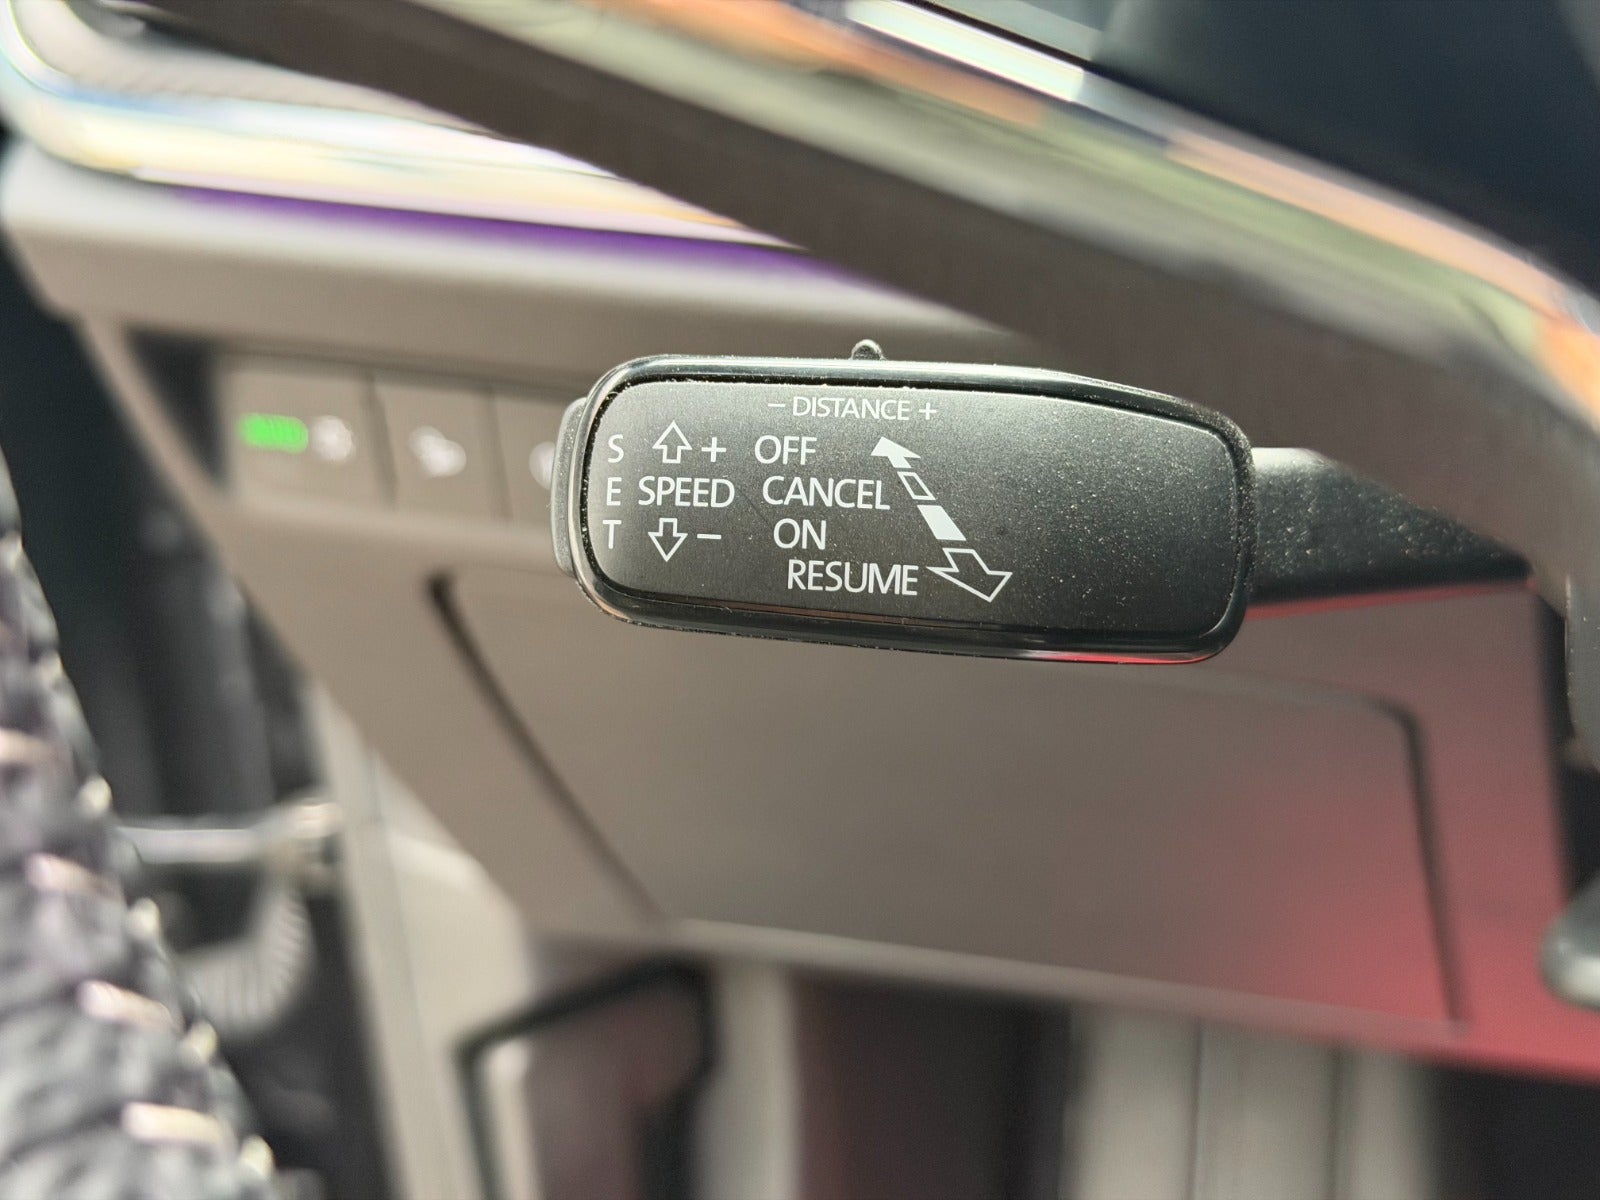 − DISTANCE +
S + OFF
E SPEED CANCEL
T − ON
RESUME